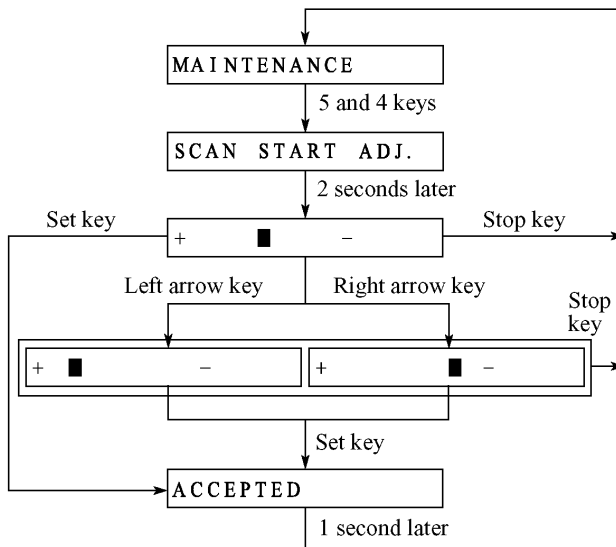 MAINTENANCE
5 and 4 keys
SCAN START ADJ.
2 seconds later
Set key
Stop key
+ ■ −
Left arrow key
Right arrow key
Stop
key
+ ■ −
+ ■ −
Set key
ACCEPTED
1 second later